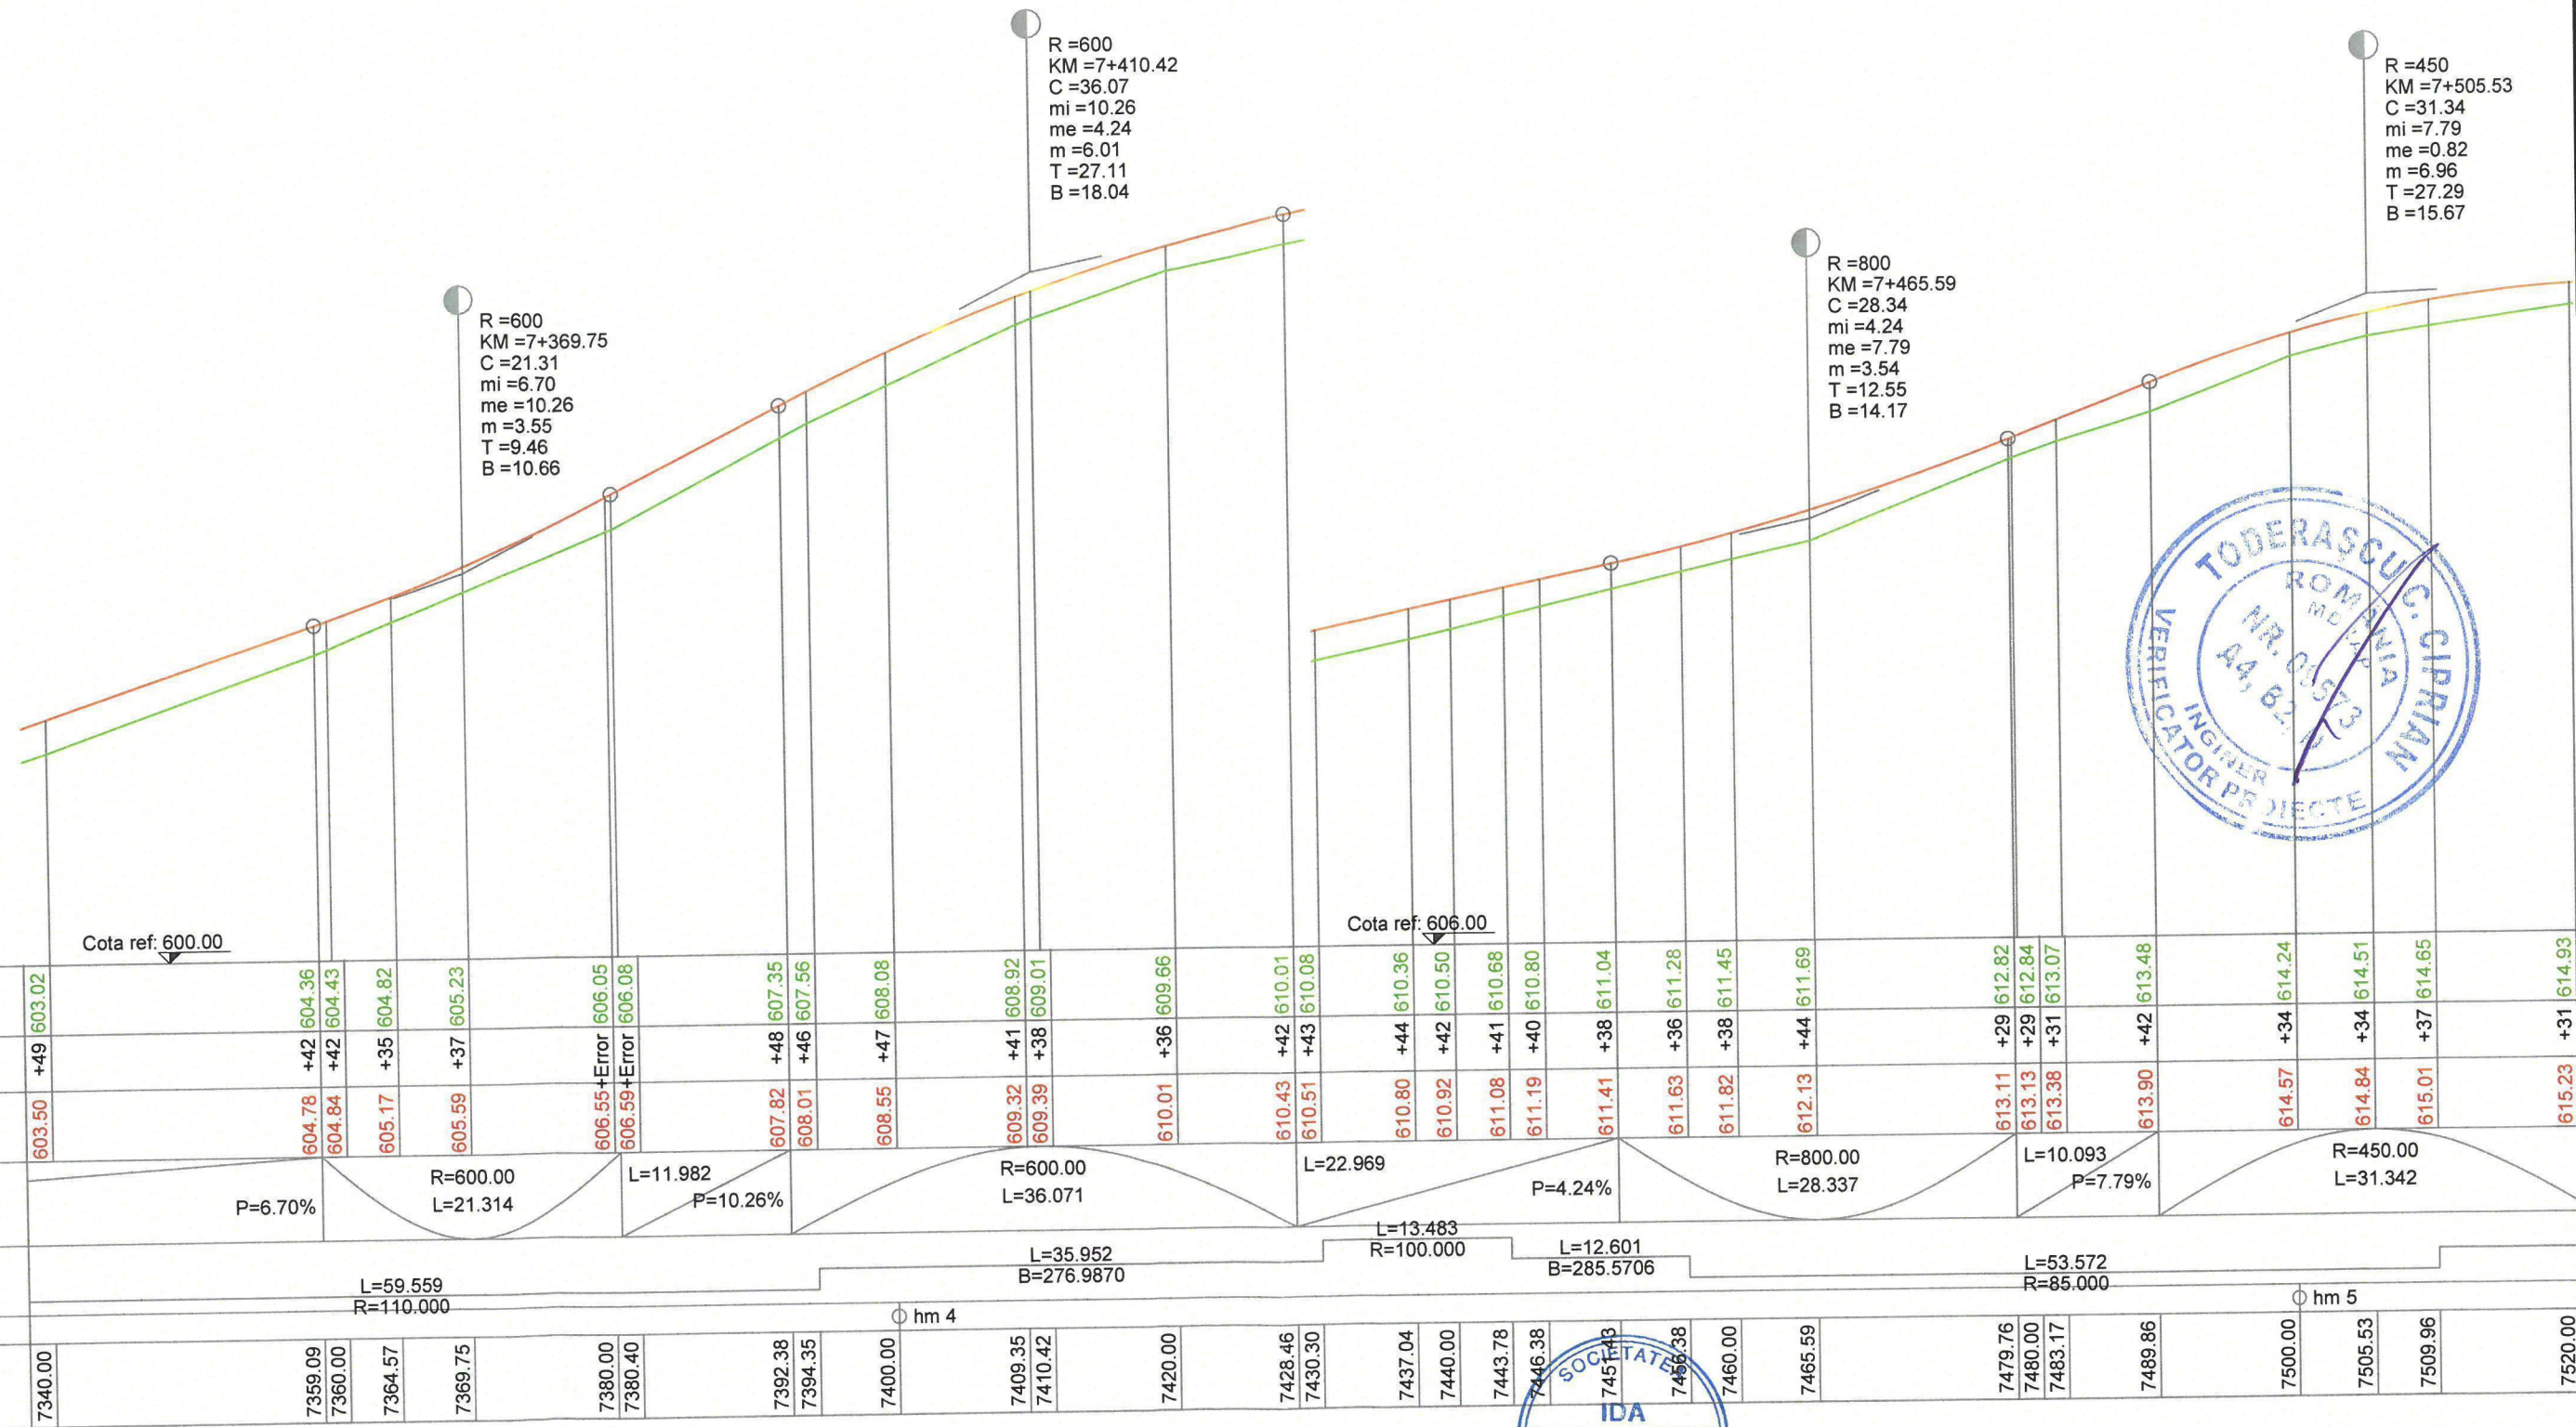 R =600
KM =7+410.42
C =36.07
mi =10.26
me =4.24
m =6.01
T =27.11
B =18.04
R =450
KM =7+505.53
C =31.34
mi =7.79
me =0.82
m =6.96
T =27.29
B =15.67
R =600
KM =7+369.75
C =21.31
mi =6.70
me =10.26
m =3.55
T =9.46
B =10.66
R =800
KM =7+465.59
C =28.34
mi =4.24
me =7.79
m =3.54
T =12.55
B =14.17
TODERASCU C. CIPRIAN
ROMANIA
NR.
A4, B2,
INGINER
VERIFICATOR
Cota ref: 600.00
Cota ref: 606.00
603.02 604.36 604.43 604.82 605.23 606.05 606.08 607.35 607.56 608.08 608.92 609.01 609.66 610.01 610.08 610.36 610.50 610.68 610.80 611.04 611.28 611.45 611.69 612.82 612.84 613.07 613.48 614.24 614.51 614.65 614.93
+49 +42 +42 +35 +37 +Error +Error +48 +46 +47 +41 +38 +36 +42 +43 +44 +42 +41 +40 +38 +36 +38 +44 +29 +29 +31 +42 +34 +34 +37 +31
603.50 604.78 604.84 605.17 605.59 606.55 606.59 607.82 608.01 608.55 609.32 609.39 610.01 610.43 610.51 610.80 610.92 611.08 611.19 611.41 611.63 611.82 612.13 613.11 613.13 613.38 613.90 614.57 614.84 615.01 615.23
R=600.00 L=11.982 R=600.00 L=22.969 R=800.00 L=10.093 R=450.00
P=6.70% L=21.314 P=10.26% L=36.071 P=4.24% L=28.337 P=7.79% L=31.342
L=59.559 L=35.952 L=13.483 L=12.601 L=53.572
R=110.000 B=276.9870 R=100.000 B=285.5706 R=85.000
hm 4 hm 5
7340.00 7359.09 7360.00 7364.57 7369.75 7380.00 7380.40 7392.38 7394.35 7400.00 7409.35 7410.42 7420.00 7428.46 7430.30 7437.04 7440.00 7443.78 7446.38 7451.43 7456.38 7460.00 7465.59 7479.76 7480.00 7483.17 7489.86 7500.00 7505.53 7509.96 7520.00
SOCIETATEA
IDA